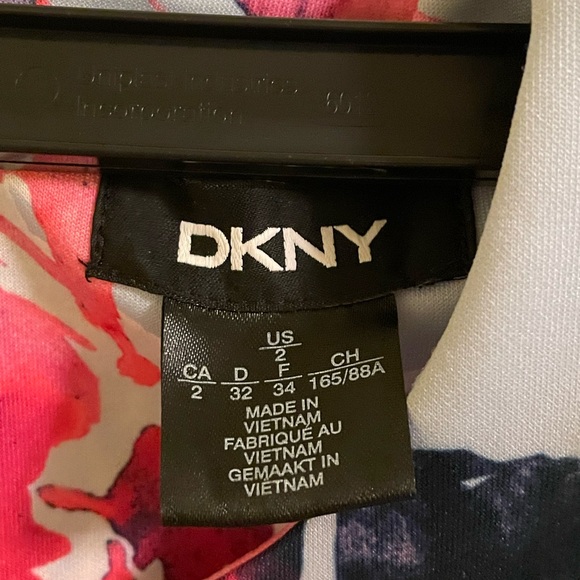 Incorporation
DKNY
US
2
CA D F CH
2 32 34 165/88A
MADE IN
VIETNAM
FABRIQUÉ AU
VIETNAM
GEMAAKT IN
VIETNAM